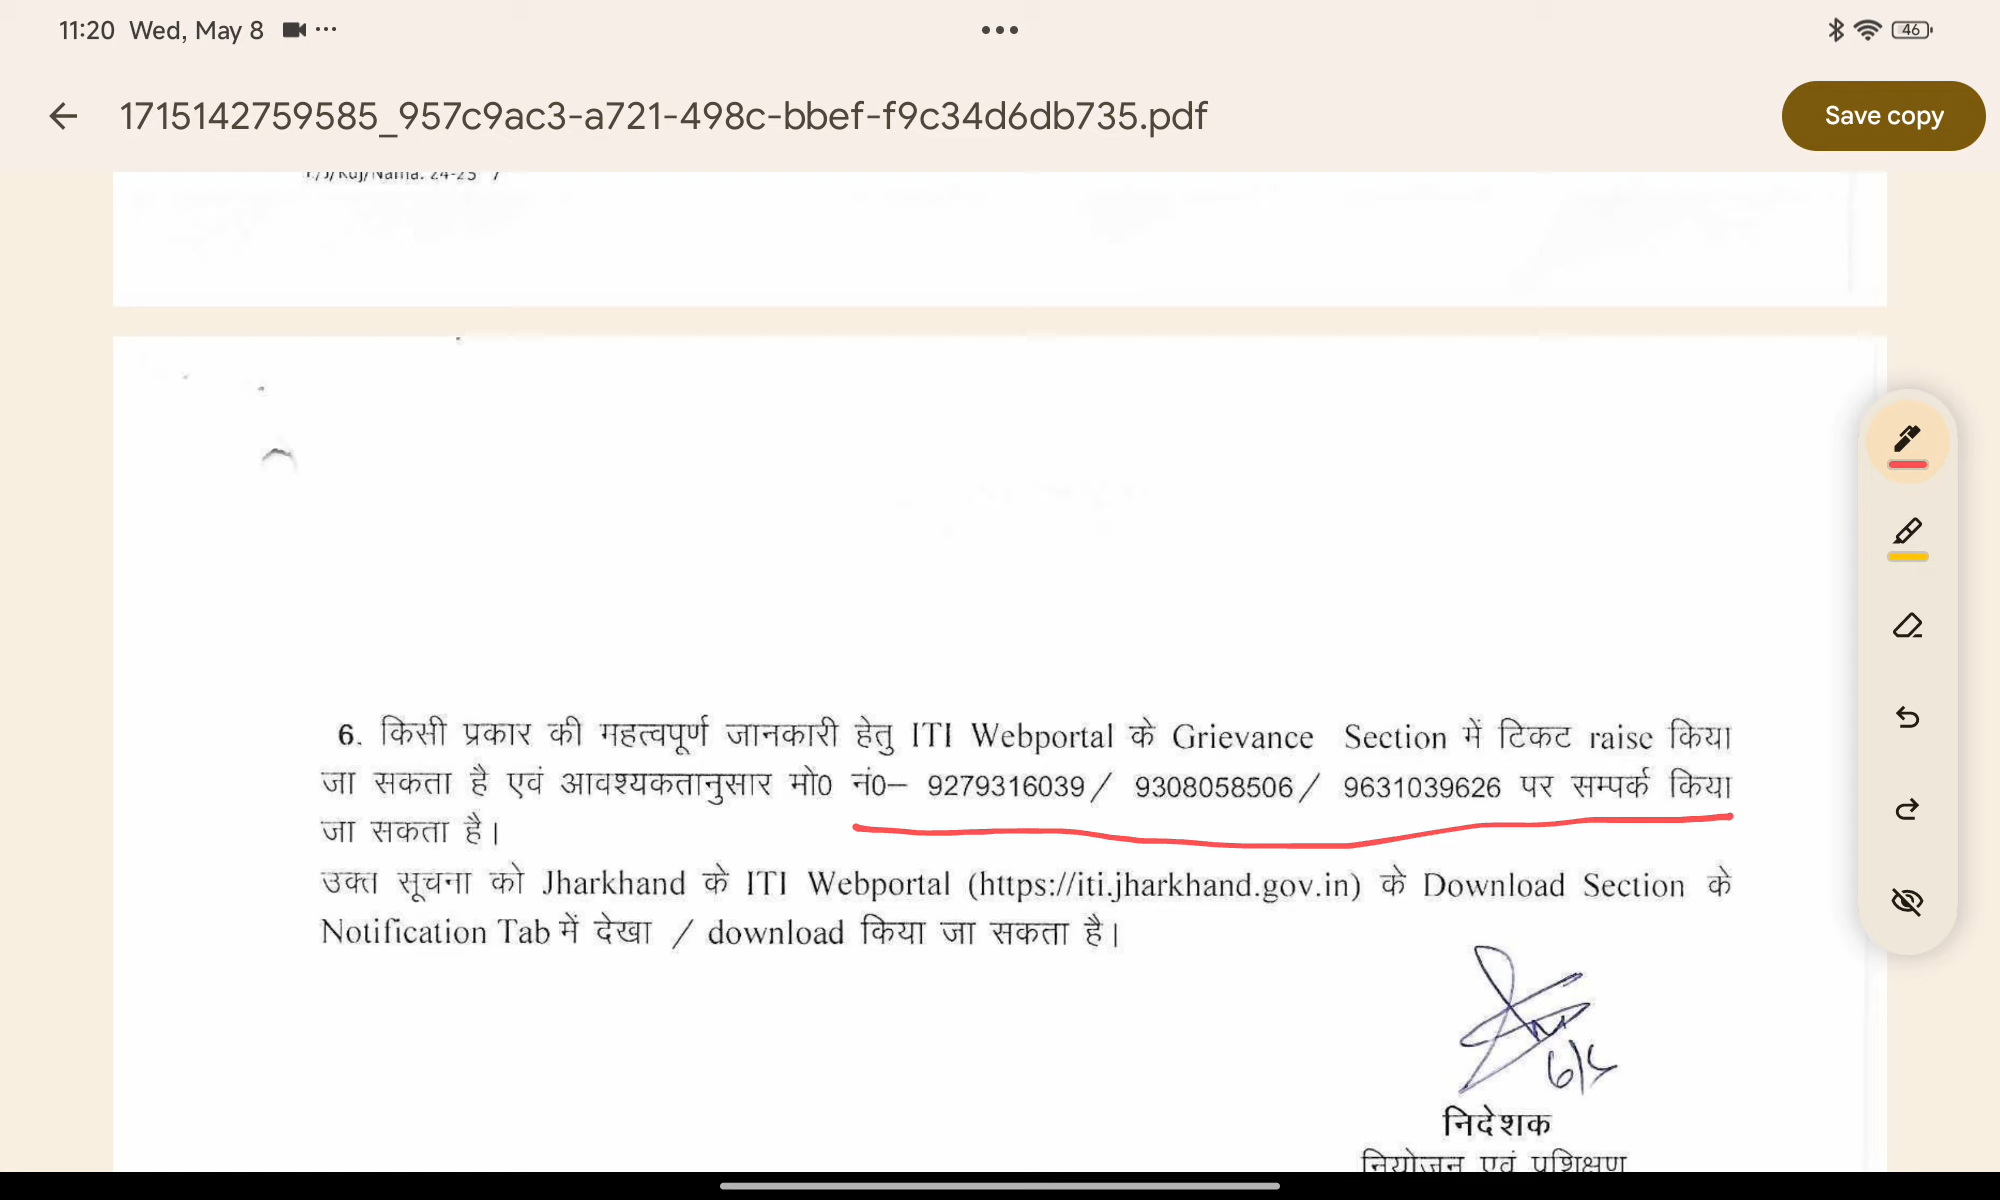 11:20 Wed, May 8
46
1715142759585_957c9ac3-a721-498c-bbef-f9c34d6db735.pdf
Save copy
6. किसी प्रकार की महत्वपूर्ण जानकारी हेतु ITI Webportal के Grievance Section में टिकट raise किया
जा सकता है एवं आवश्यकतानुसार मो0 नं0– 9279316039 / 9308058506 / 9631039626 पर सम्पर्क किया
जा सकता है।
उक्त सूचना को Jharkhand के ITI Webportal (https://iti.jharkhand.gov.in) के Download Section के
Notification Tab में देखा / download किया जा सकता है।
निदेशक
नियोजन एवं प्रशिक्षण